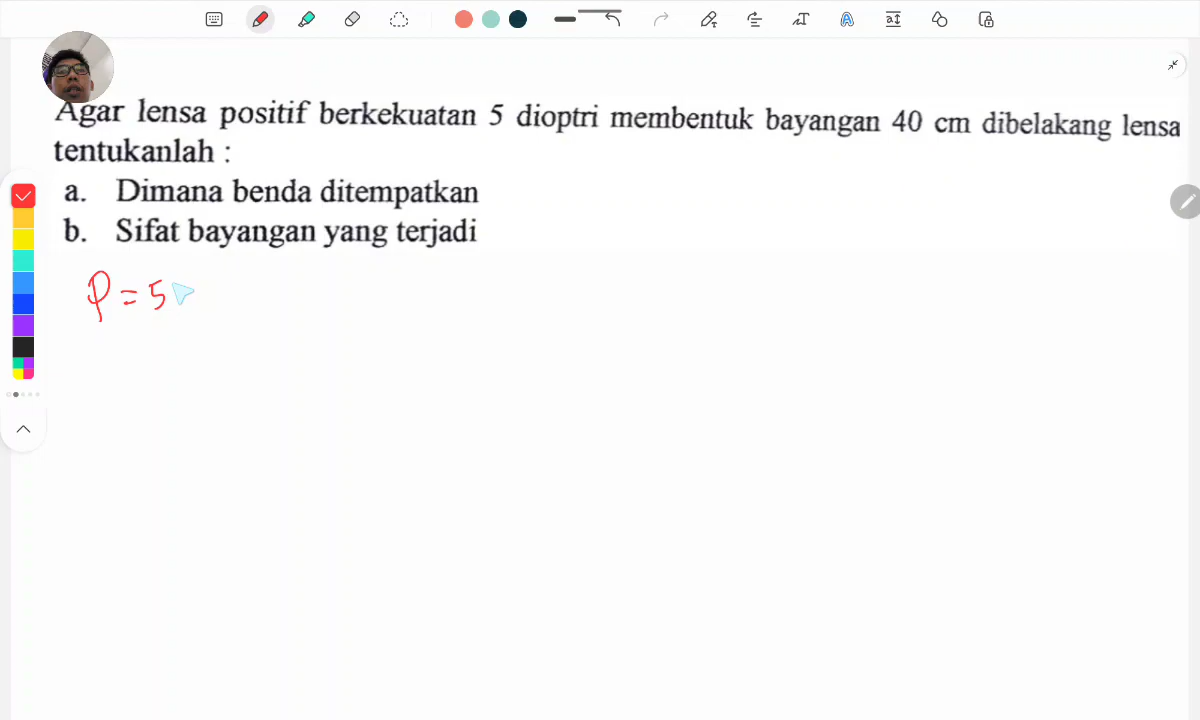 Agar lensa positif berkekuatan 5 dioptri membentuk bayangan 40 cm dibelakang lensa
tentukanlah :
a. Dimana benda ditempatkan
b. Sifat bayangan yang terjadi
P = 5